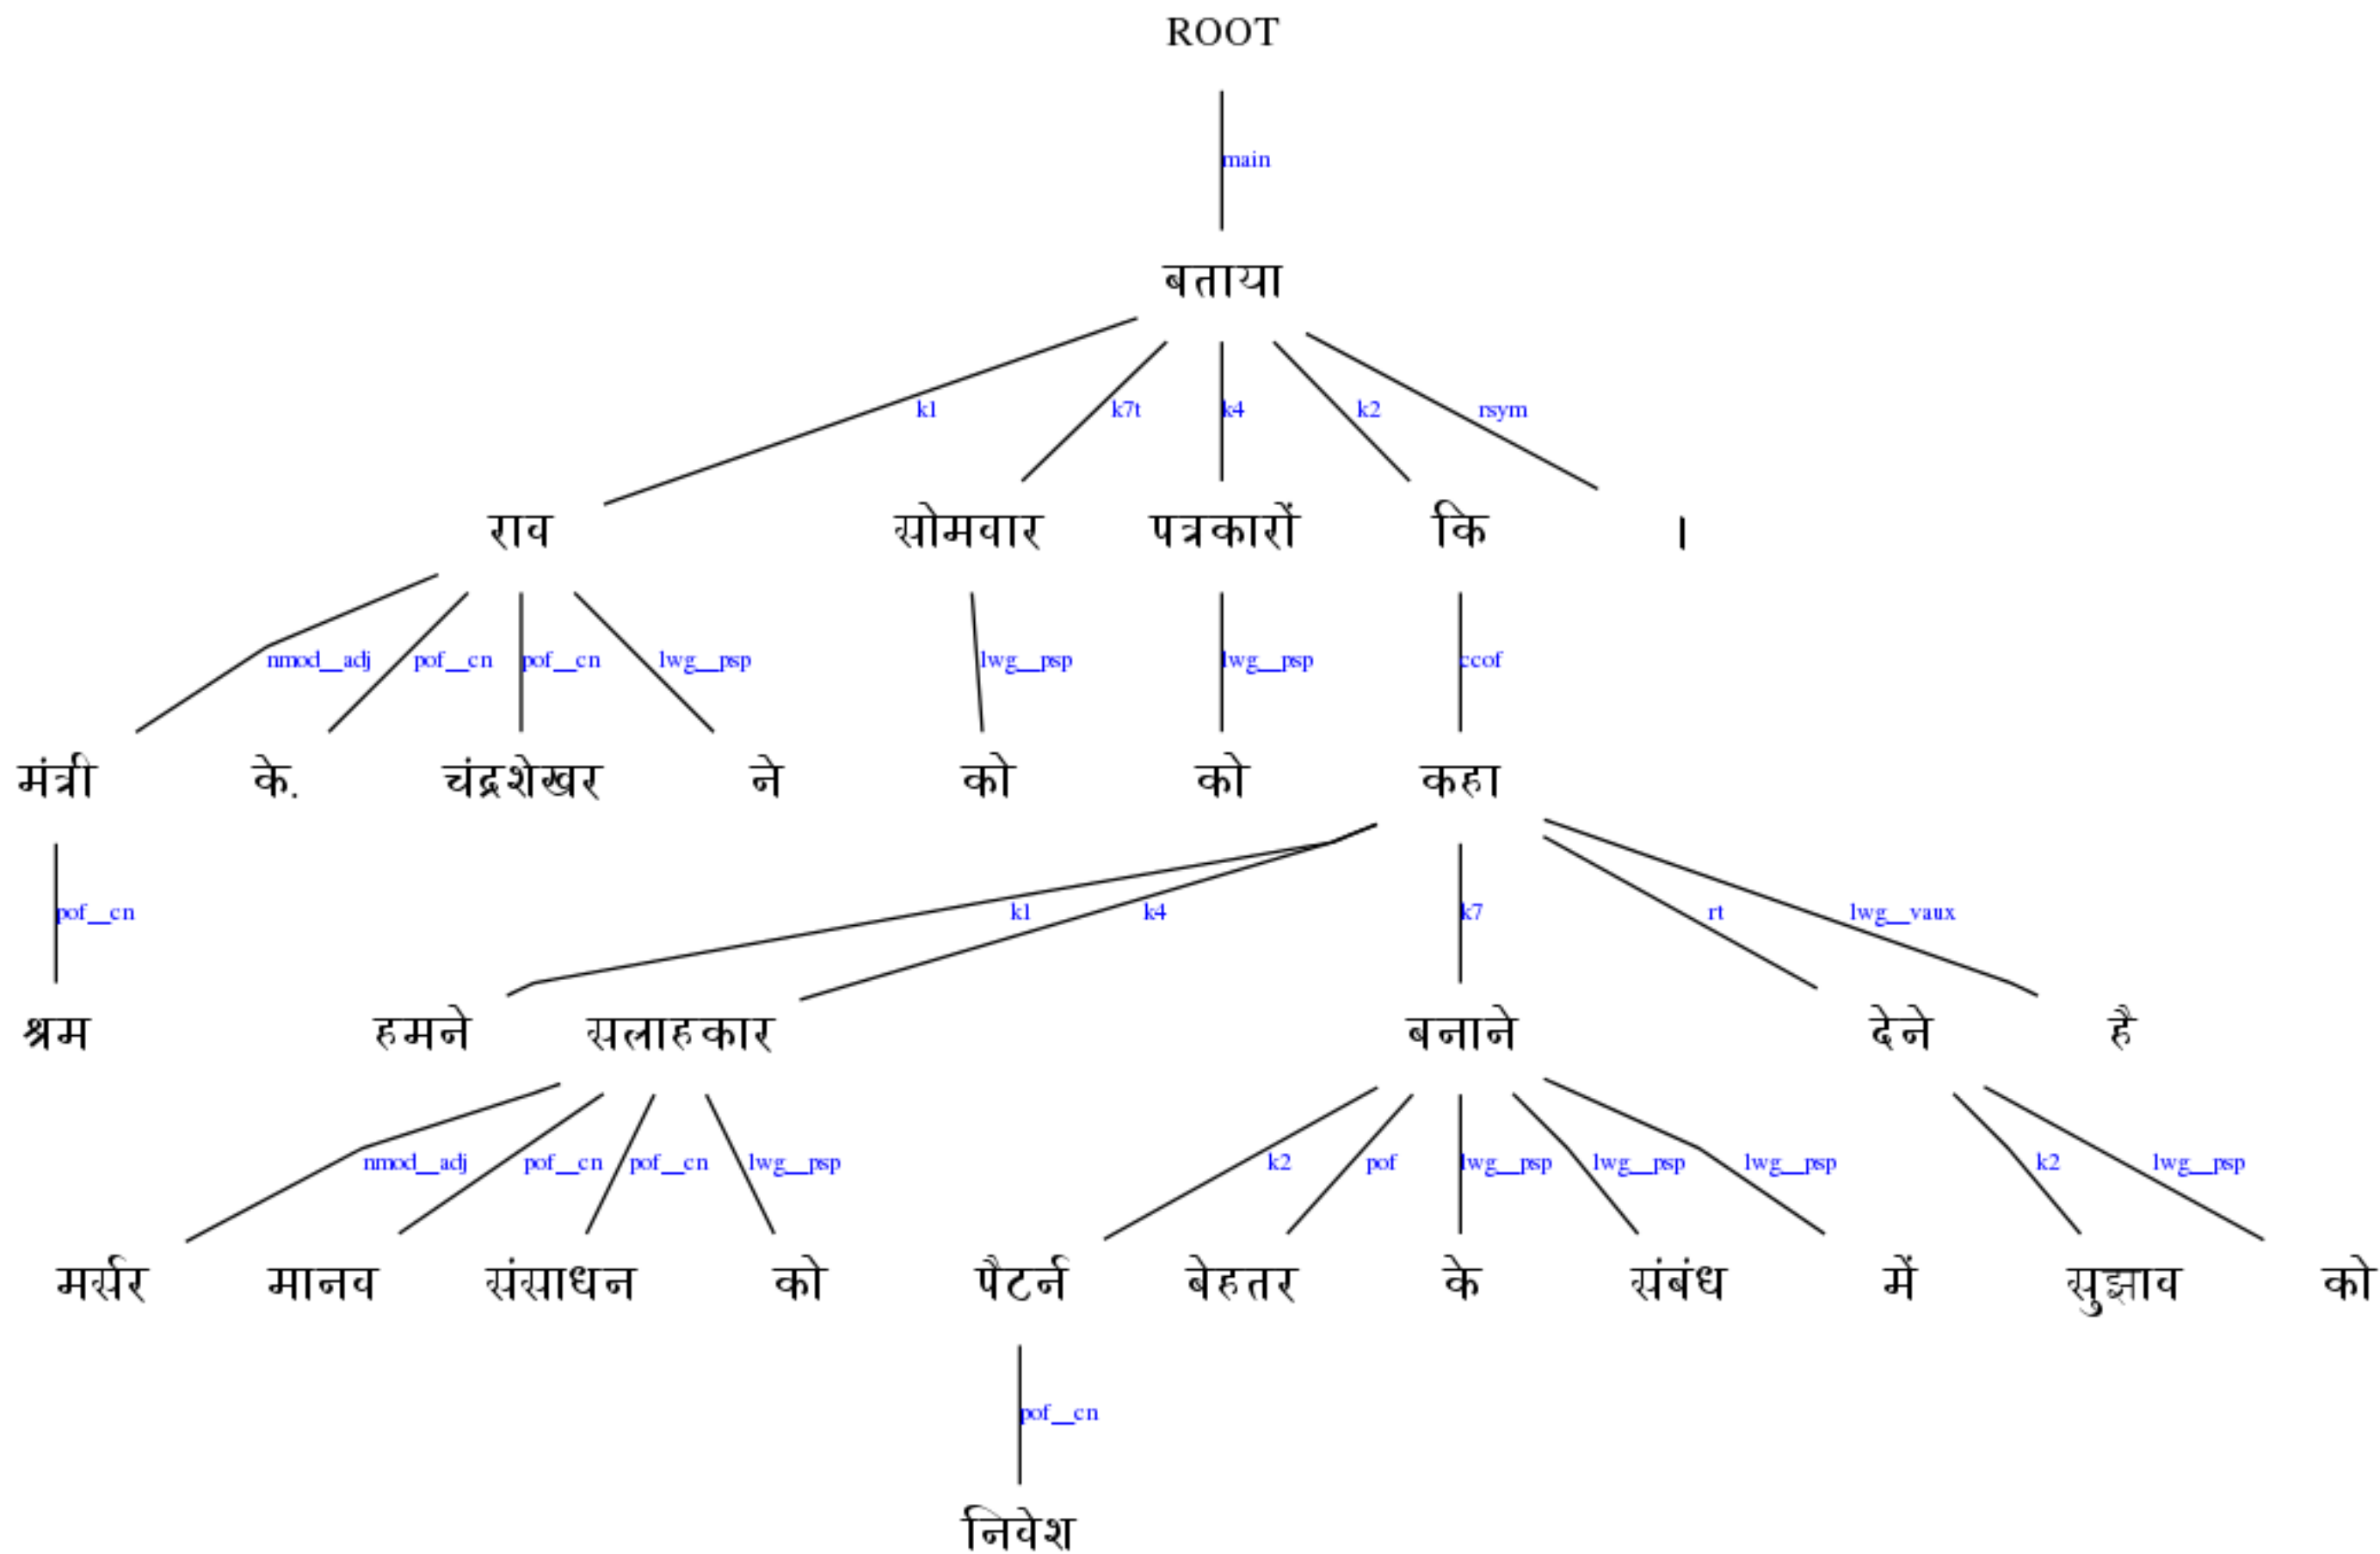 ROOT
main
बताया
k1 k7t k4 k2 rsym
राव सोमवार पत्रकारों कि ।
nmod__adj pof__cn pof__cn lwg__psp lwg__psp lwg__psp ccof
मंत्री के. चंद्रशेखर ने को को कहा
pof__cn k1 k4 k7 rt lwg__vaux
श्रम हमने सलाहकार बनाने देने है
nmod__adj pof__cn pof__cn lwg__psp k2 pof lwg__psp lwg__psp lwg__psp k2 lwg__psp
मर्सर मानव संसाधन को पैटर्न बेहतर के संबंध में सुझाव को
pof__cn
निवेश